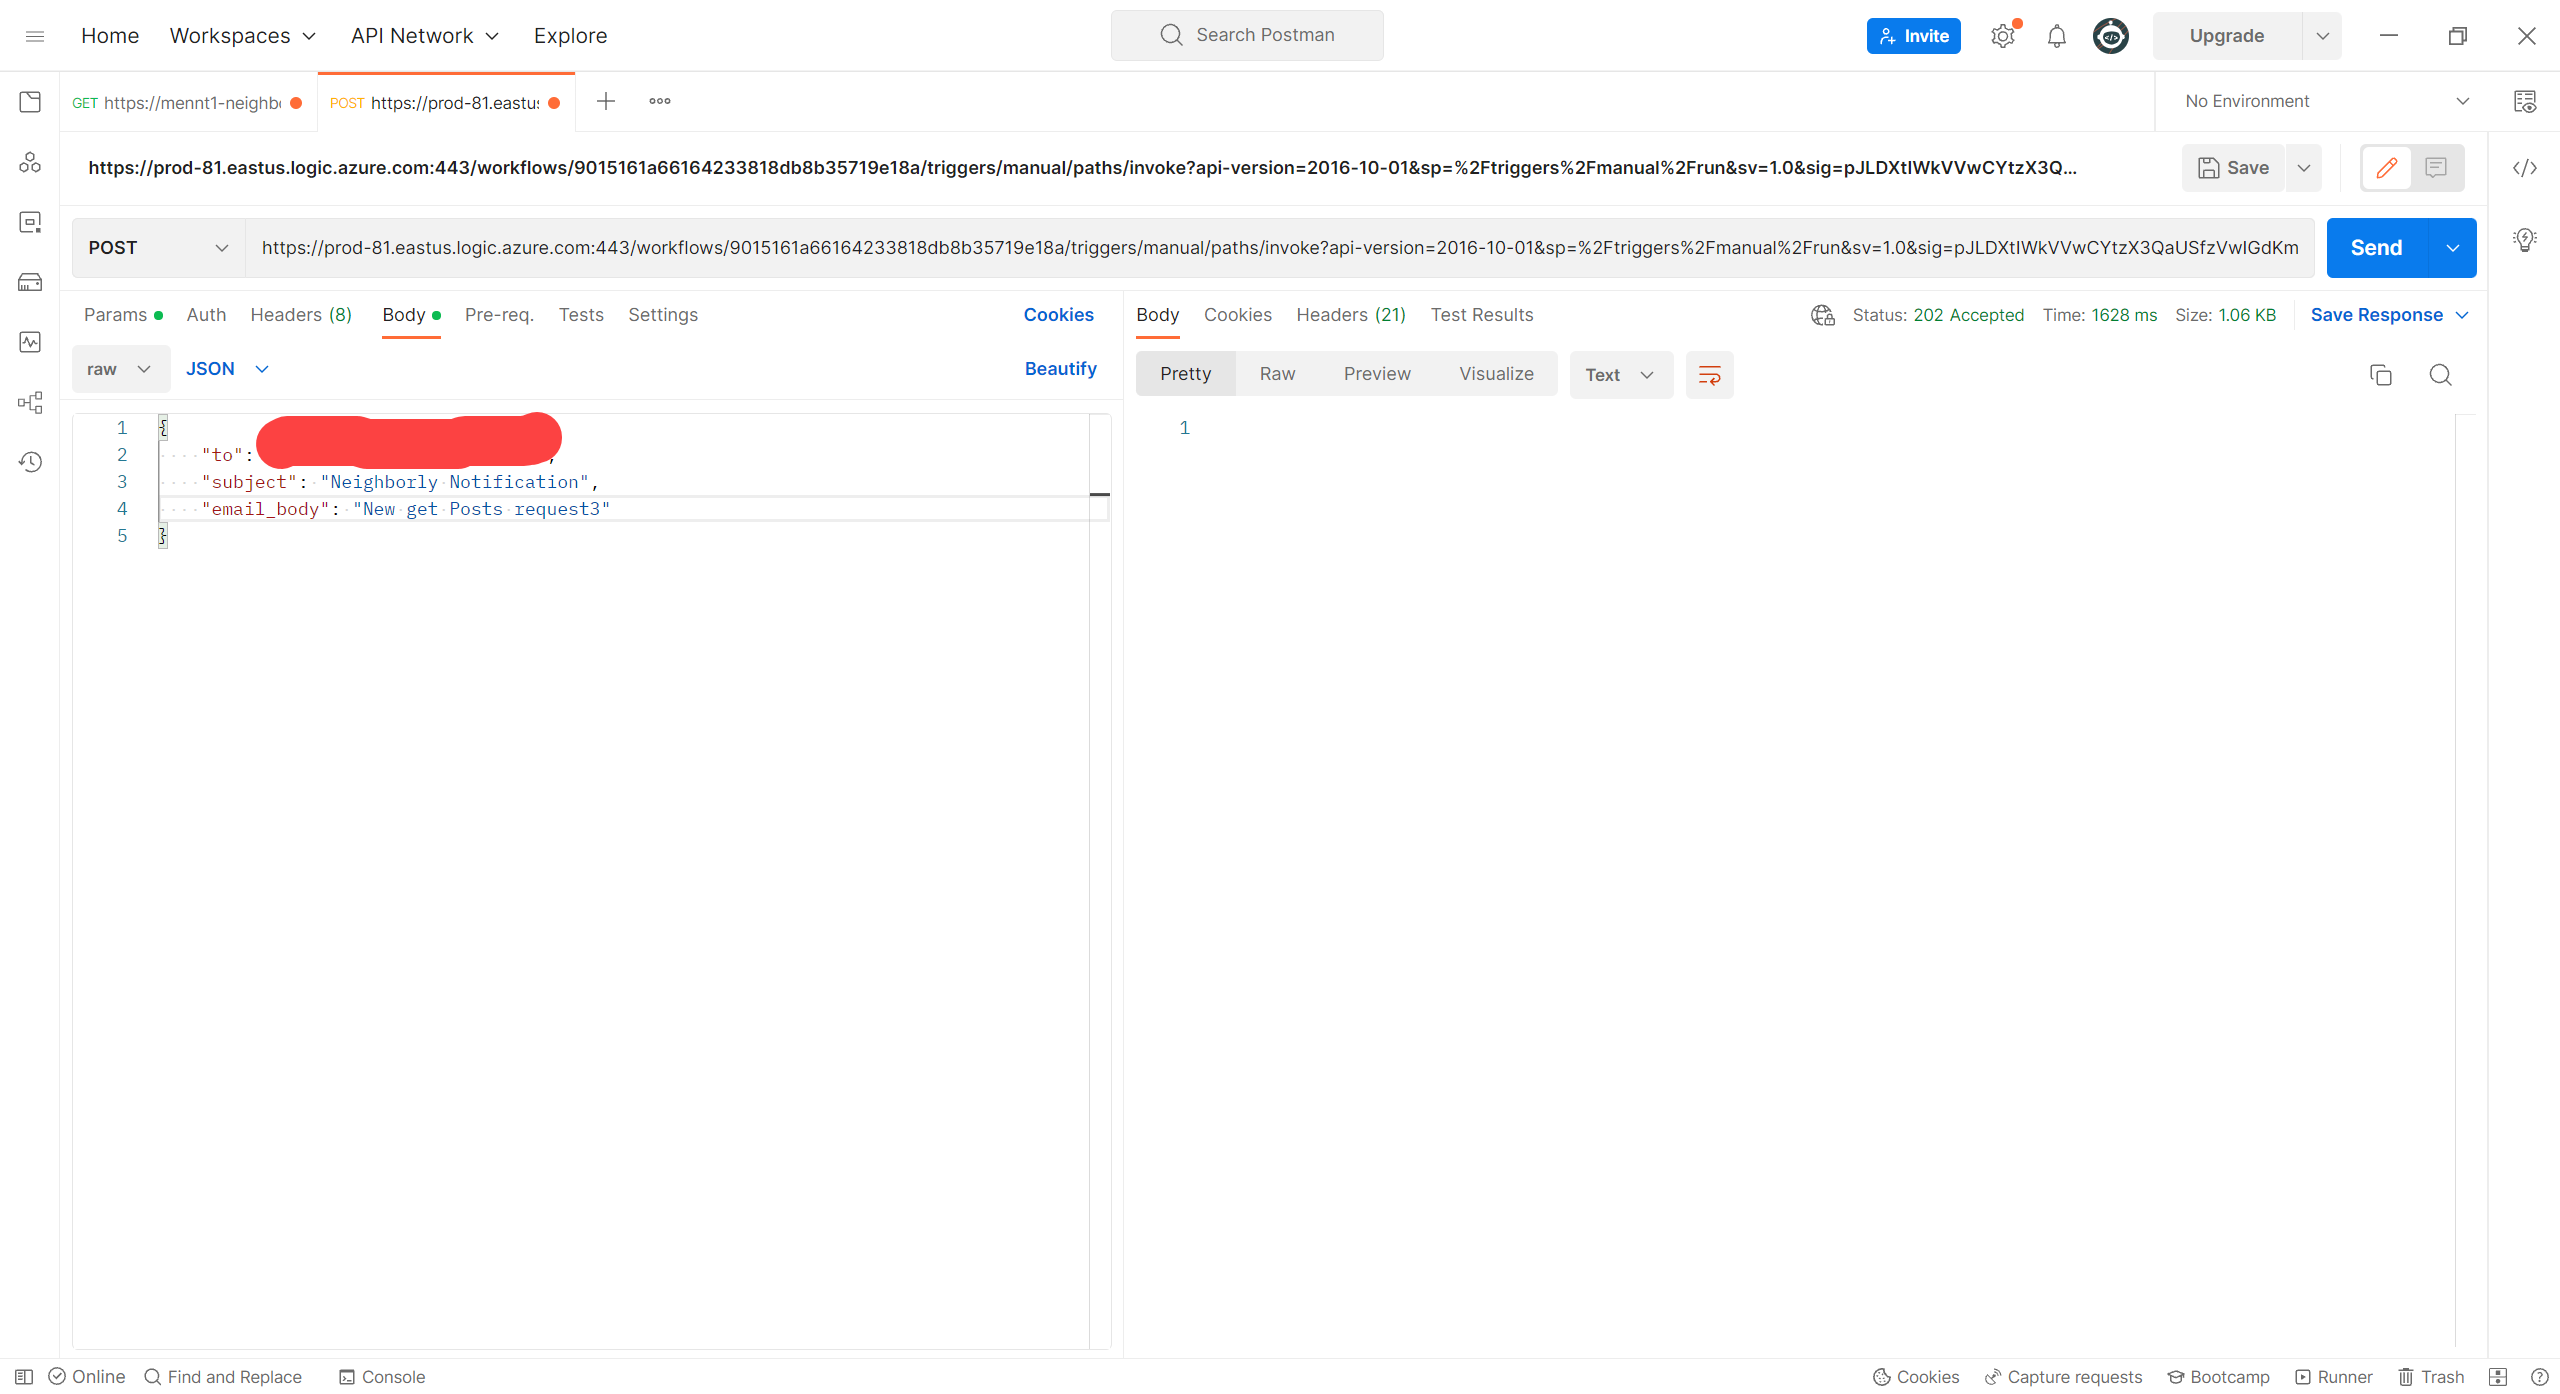 Home Workspaces API Network Explore Search Postman Invite Upgrade
GET https://mennt1-neighb POST https://prod-81.eastus No Environment
https://prod-81.eastus.logic.azure.com:443/workflows/9015161a66164233818db8b35719e18a/triggers/manual/paths/invoke?api-version=2016-10-01&sp=%2Ftriggers%2Fmanual%2Frun&sv=1.0&sig=pJLDXtIWkVVwCYtzX3Q... Save
POST https://prod-81.eastus.logic.azure.com:443/workflows/9015161a66164233818db8b35719e18a/triggers/manual/paths/invoke?api-version=2016-10-01&sp=%2Ftriggers%2Fmanual%2Frun&sv=1.0&sig=pJLDXtIWkVVwCYtzX3QaUSfzVwIGdKm Send
Params Auth Headers (8) Body Pre-req. Tests Settings Cookies
raw JSON Beautify
1 {
2 "to": ,
3 "subject": "Neighborly Notification",
4 "email_body": "New get Posts request3"
5 }
Body Cookies Headers (21) Test Results Status: 202 Accepted Time: 1628 ms Size: 1.06 KB Save Response
Pretty Raw Preview Visualize Text
1
Online Find and Replace Console Cookies Capture requests Bootcamp Runner Trash